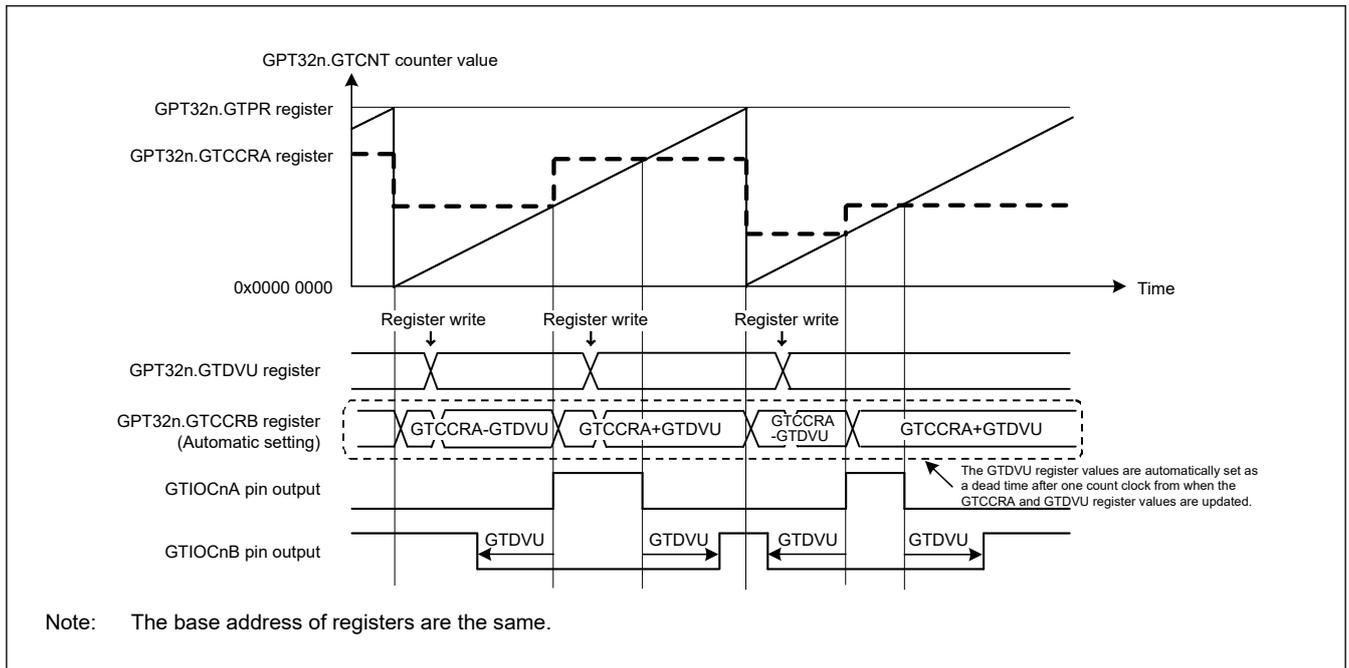 GPT32n.GTCNT counter value
GPT32n.GTPR register
GPT32n.GTCCRA register
0x0000 0000
Time
Register write
Register write
Register write
GPT32n.GTDVU register
GPT32n.GTCCRB register
(Automatic setting)
GTCCRA-GTDVU
GTCCRA+GTDVU
GTCCRA
-GTDVU
GTCCRA+GTDVU
The GTDVU register values are automatically set as
a dead time after one count clock from when the
GTCCRA and GTDVU register values are updated.
GTIOCnA pin output
GTIOCnB pin output
GTDVU
GTDVU
GTDVU
GTDVU
Note: The base address of registers are the same.